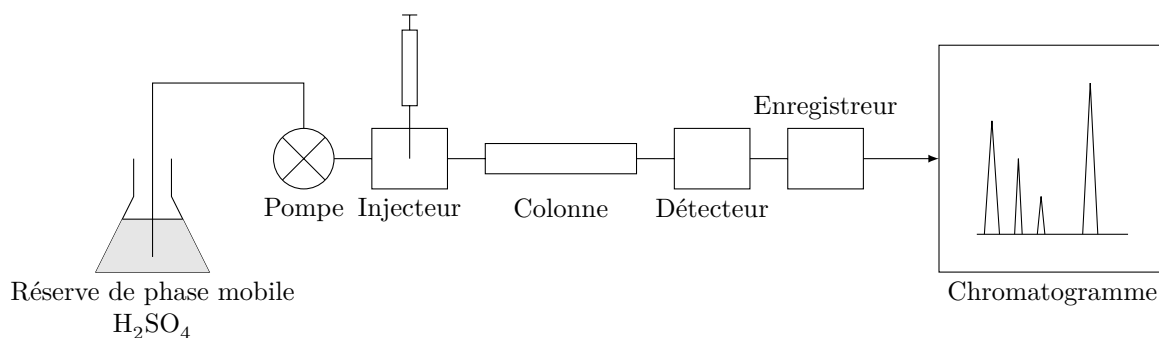 Enregistreur
Pompe
Injecteur
Colonne
Détecteur
Réserve de phase mobile
H₂SO₄
Chromatogramme